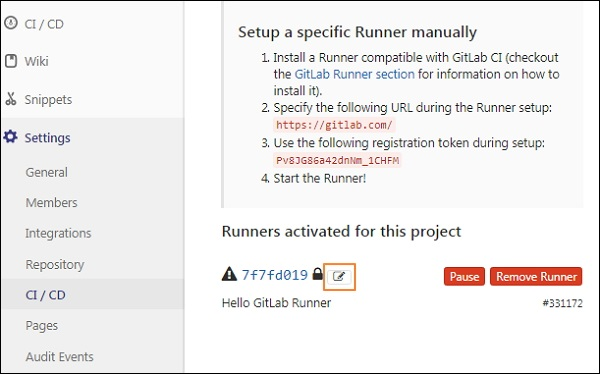 CI / CD
Wiki
Snippets
Settings
General
Members
Integrations
Repository
CI / CD
Pages
Audit Events
Setup a specific Runner manually
1. Install a Runner compatible with GitLab CI (checkout
the GitLab Runner section for information on how to
install it).
2. Specify the following URL during the Runner setup:
https://gitlab.com/
3. Use the following registration token during setup:
Pv8JG86a42dnNm_1CHFM
4. Start the Runner!
Runners activated for this project
7f7fd019
Pause
Remove Runner
Hello GitLab Runner
#331172